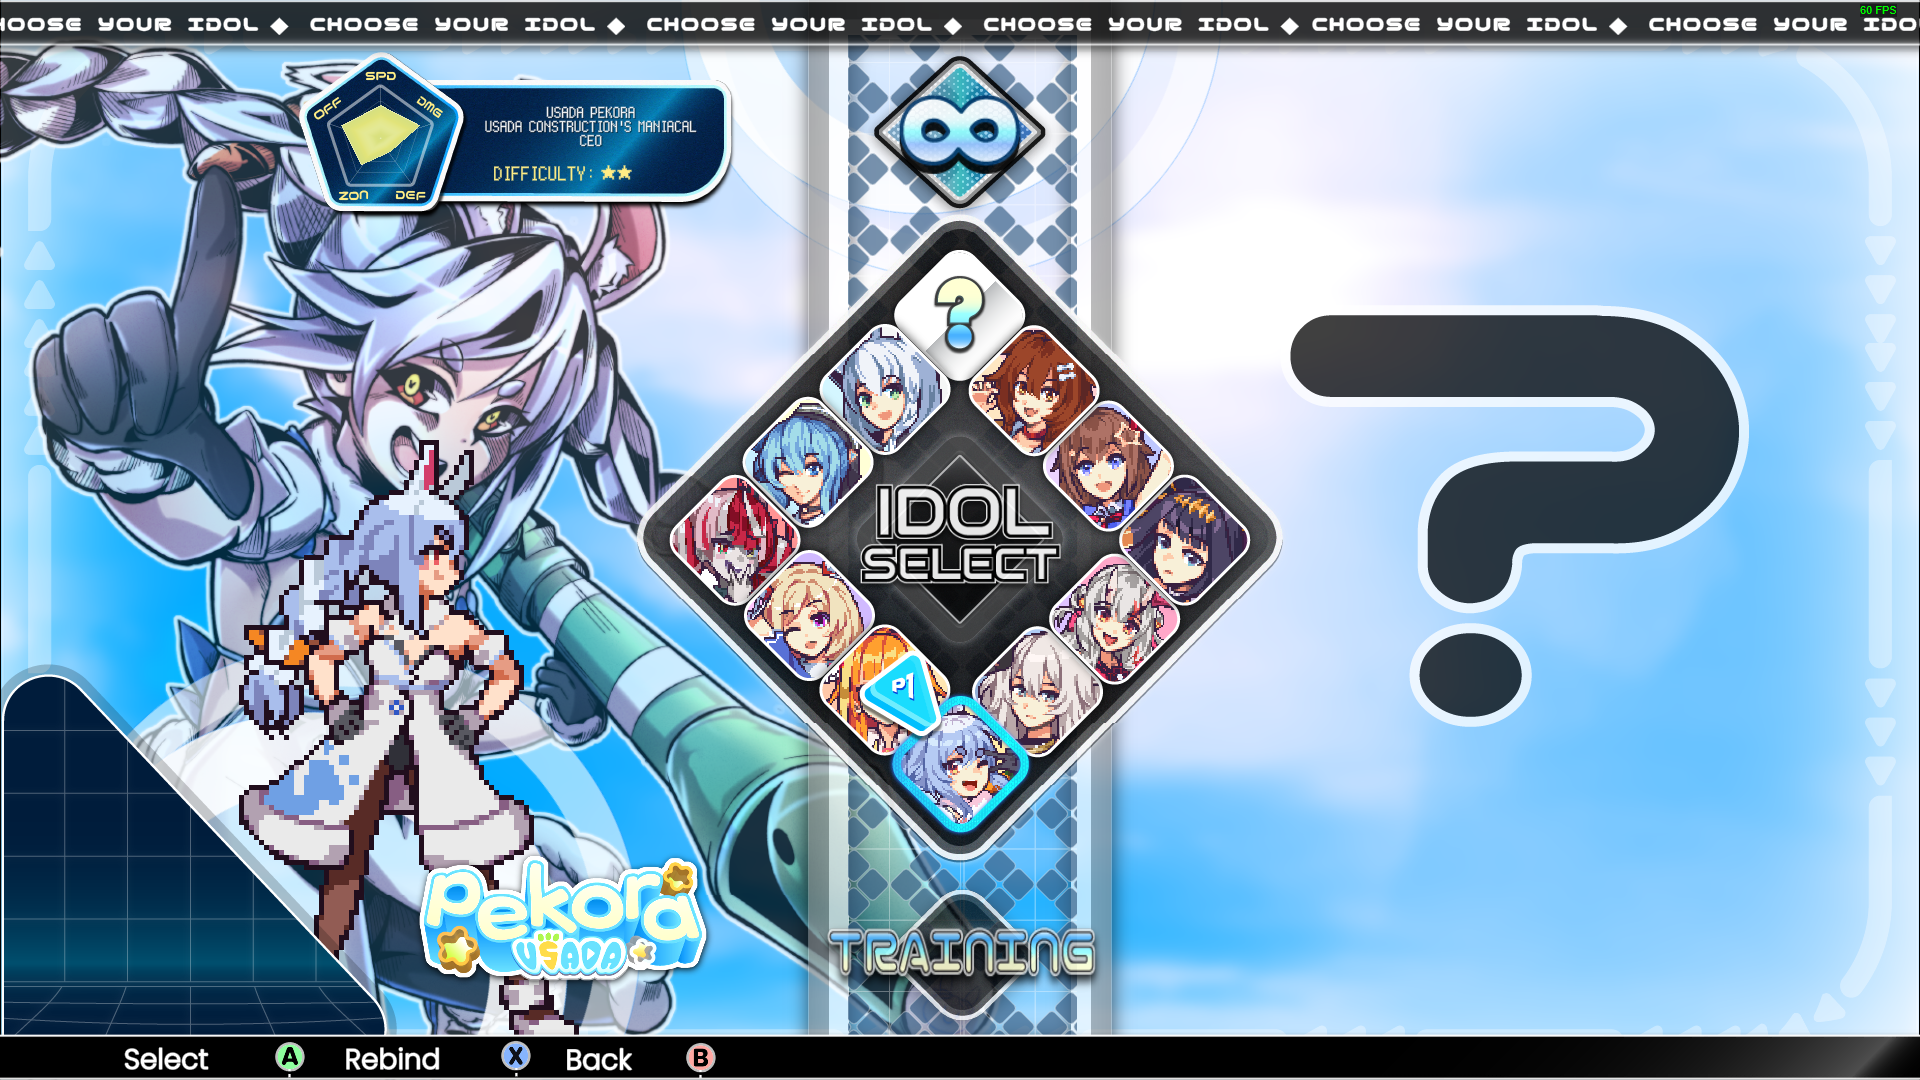 HOOSE YOUR IDOL ◆ CHOOSE YOUR IDOL ◆ CHOOSE YOUR IDOL ◆ CHOOSE YOUR IDOL ◆ CHOOSE YOUR IDOL ◆ CHOOSE YOUR IDO
60 FPS
SPD
OFF
DMG
ZON
DEF
USADA PEKORA
USADA CONSTRUCTION'S MANIACAL
CEO
DIFFICULTY: ★★
?
IDOL
SELECT
P1
?
Pekora
USADA
TRAINING
Select A Rebind X Back B